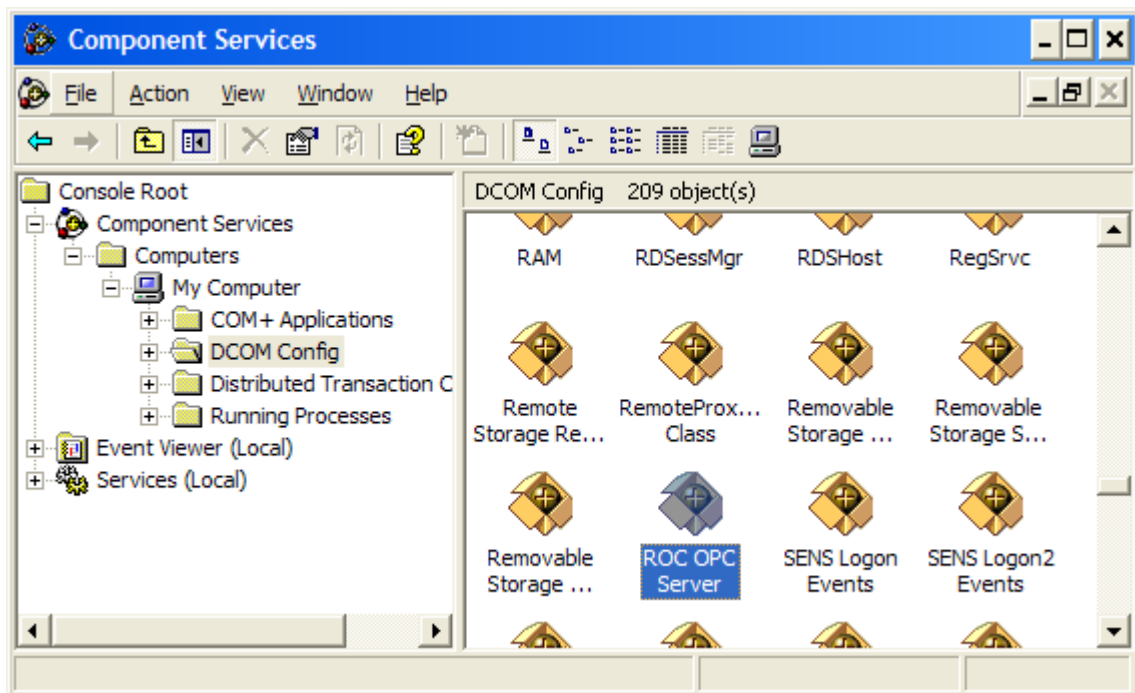 Component Services
File Action View Window Help
Console Root
Component Services
Computers
My Computer
COM+ Applications
DCOM Config
Distributed Transaction C
Running Processes
Event Viewer (Local)
Services (Local)
DCOM Config 209 object(s)
RAM RDSessMgr RDSHost RegSrvc
Remote RemoteProx... Removable Removable
Storage Re... Class Storage ... Storage S...
Removable ROC OPC SENS Logon SENS Logon2
Storage ... Server Events Events